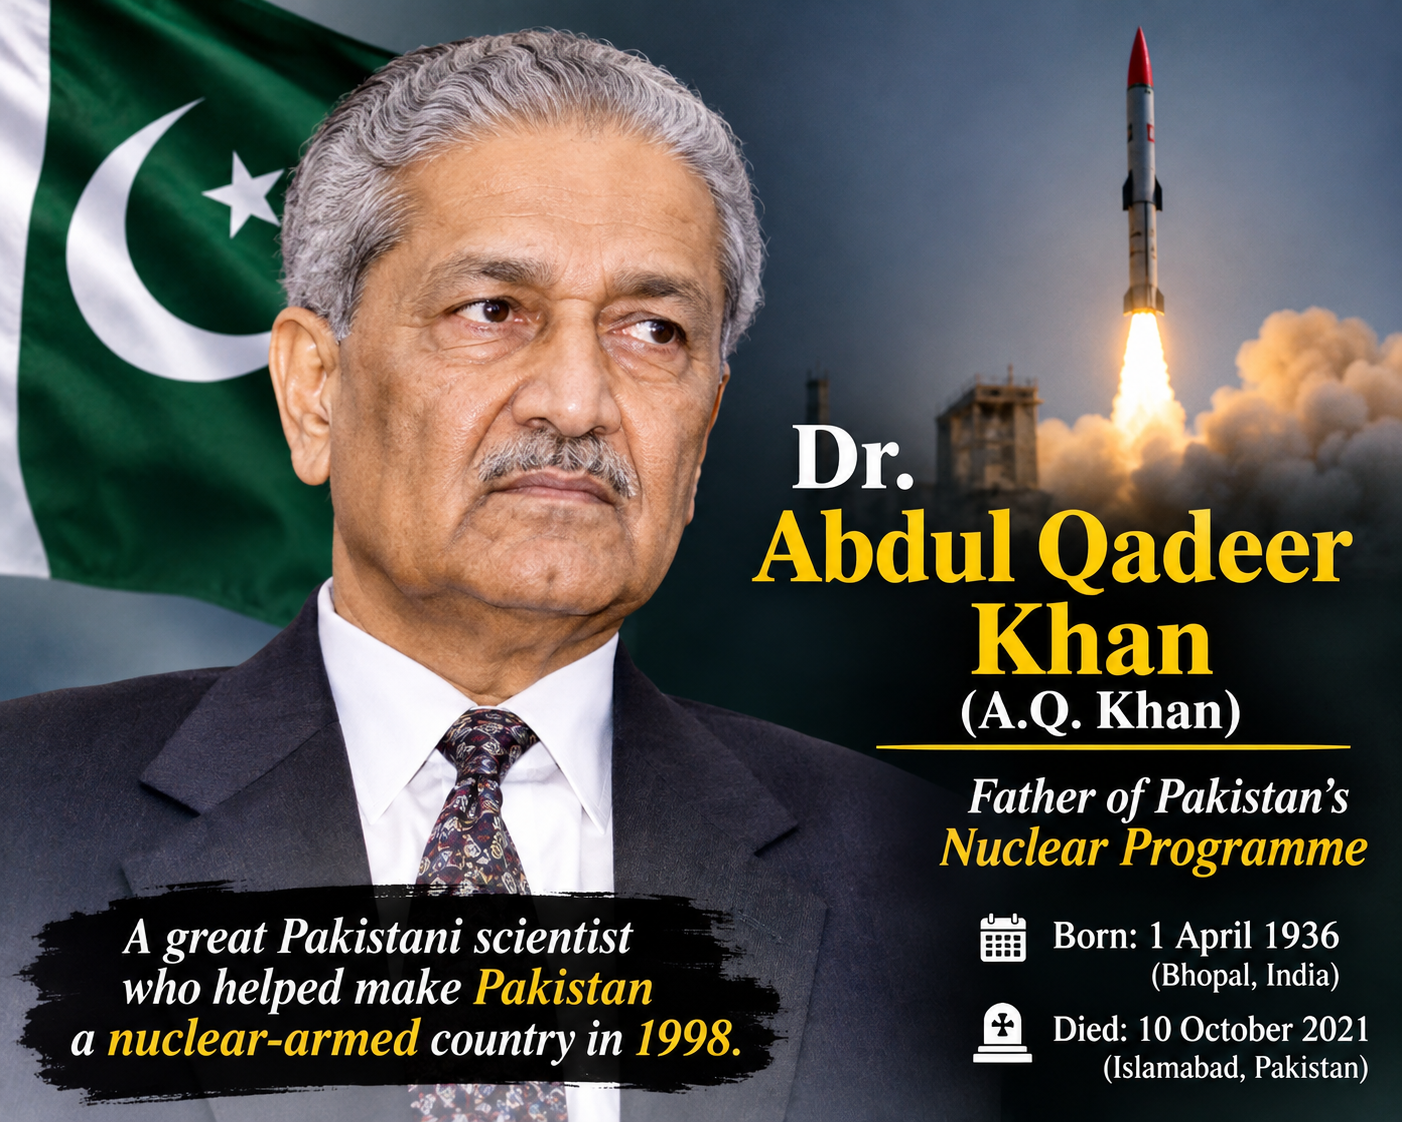 Dr.
Abdul Qadeer
Khan
(A.Q. Khan)
Father of Pakistan's
Nuclear Programme
Born: 1 April 1936
(Bhopal, India)
Died: 10 October 2021
(Islamabad, Pakistan)
A great Pakistani scientist
who helped make Pakistan
a nuclear-armed country in 1998.